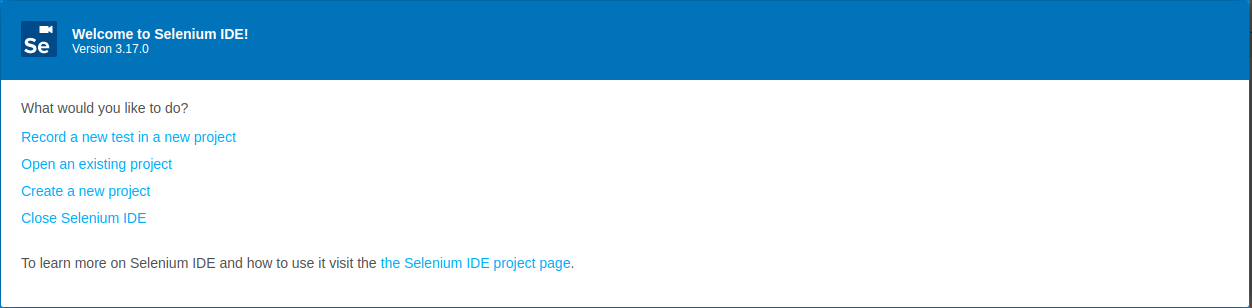 Se
Welcome to Selenium IDE!
Version 3.17.0
What would you like to do?
Record a new test in a new project
Open an existing project
Create a new project
Close Selenium IDE
To learn more on Selenium IDE and how to use it visit the the Selenium IDE project page.